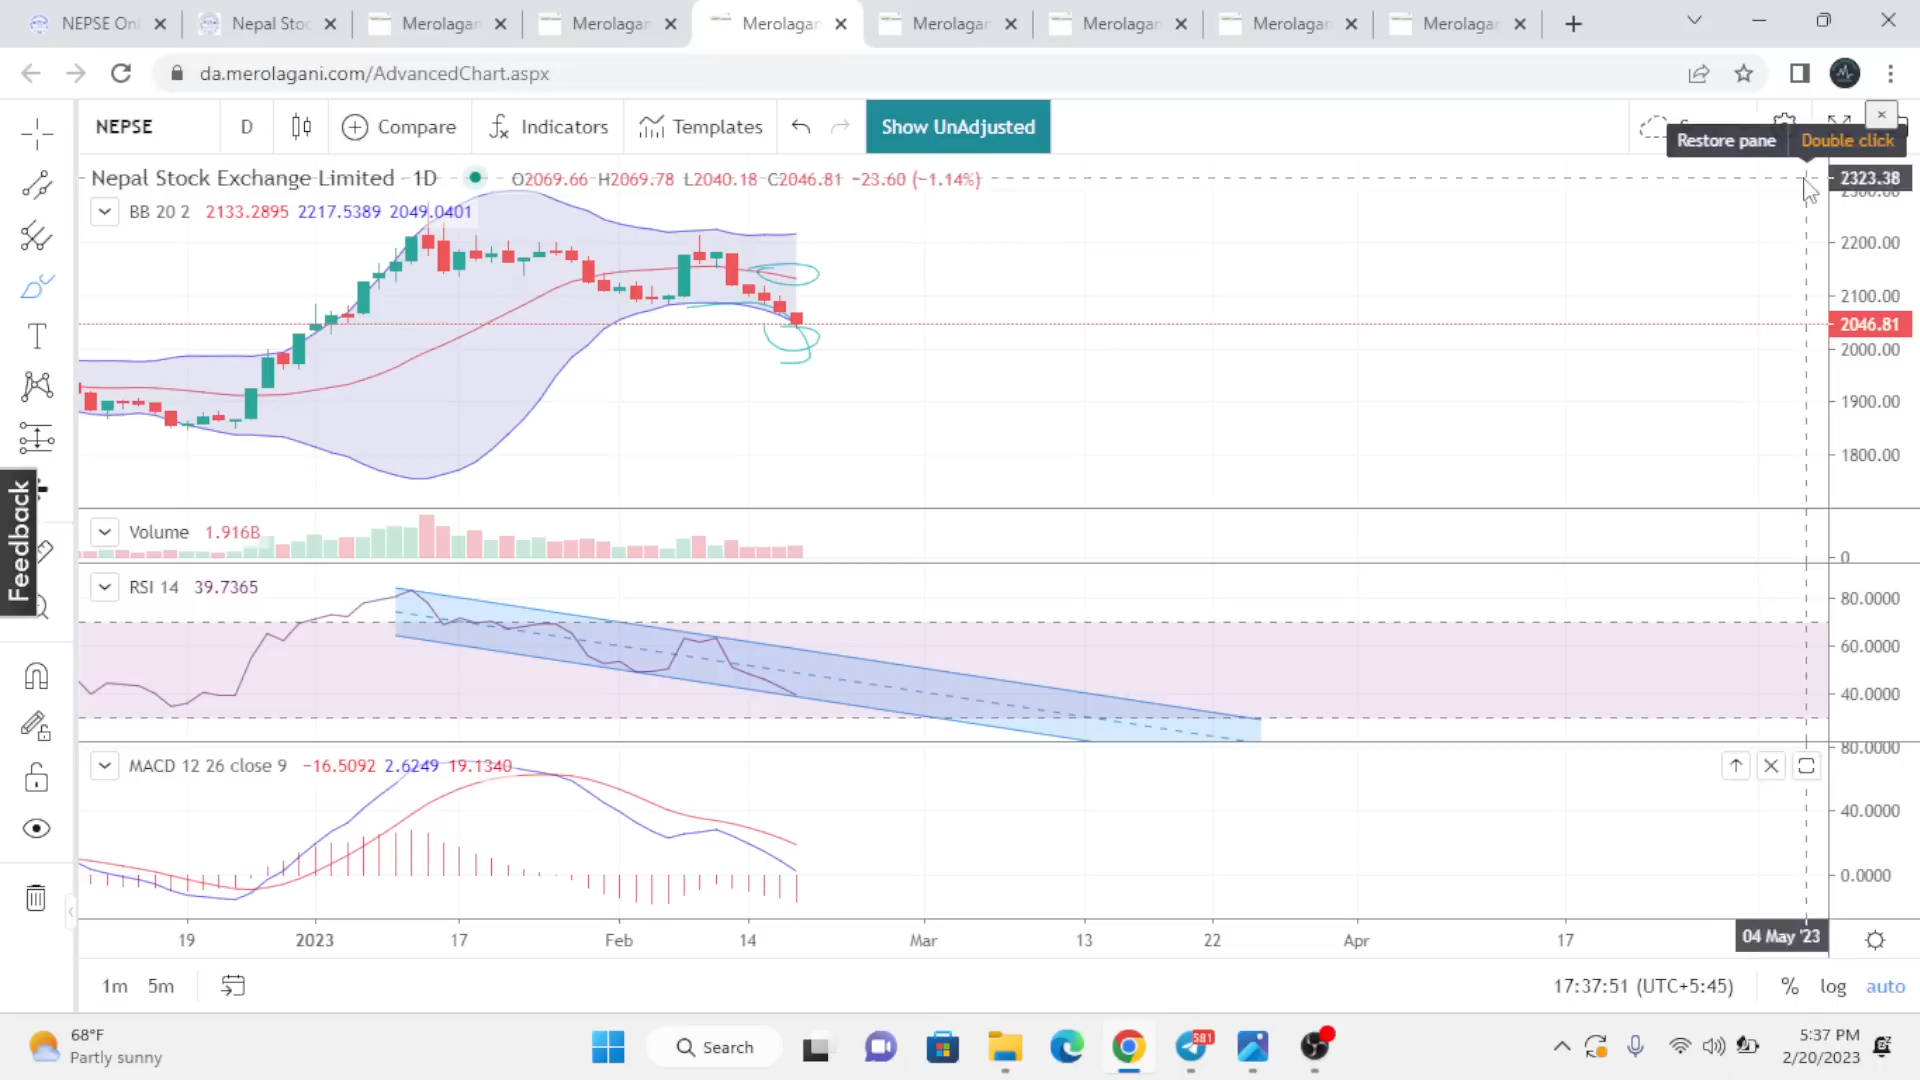 NEPSE Onl
Nepal Stoc
Merolagan
Merolagan
Merolagan
Merolagan
Merolagan
Merolagan
Merolagan
da.merolagani.com/AdvancedChart.aspx
NEPSE
D
Compare
Indicators
Templates
Show UnAdjusted
Restore pane
Double click
Nepal Stock Exchange Limited · 1D
O2069.66 H2069.78 L2040.18 C2046.81 −23.60 (−1.14%)
BB 20 2 2133.2895 2217.5389 2049.0401
2323.38
2200.00
2100.00
2046.81
2000.00
1900.00
1800.00
Feedback
Volume 1.916B
0
RSI 14 39.7365
80.0000
60.0000
40.0000
MACD 12 26 close 9 −16.5092 2.6249 19.1340
80.0000
40.0000
0.0000
19
2023
17
Feb
14
Mar
13
22
Apr
17
04 May '23
1m 5m
17:37:51 (UTC+5:45)
% log auto
68°F
Partly sunny
Search
581
5:37 PM
2/20/2023